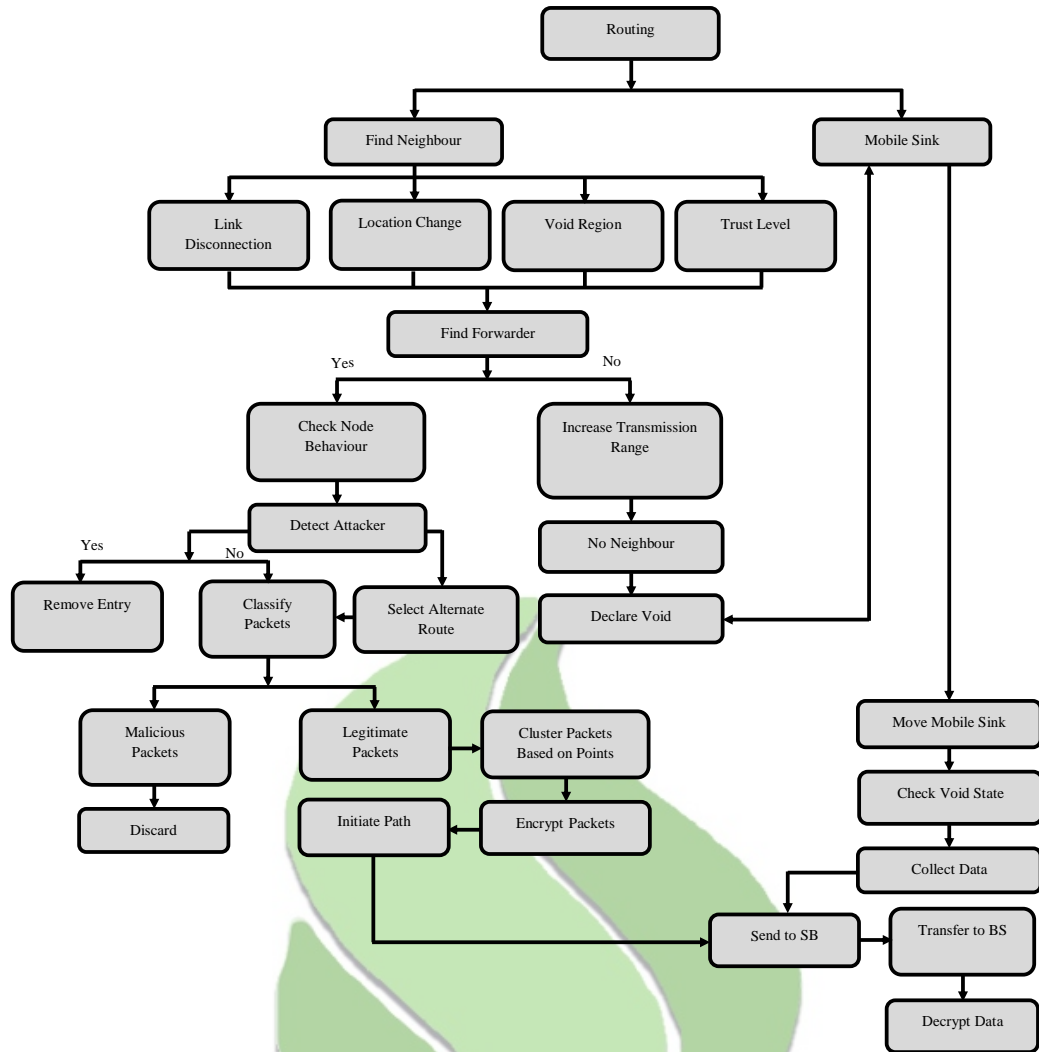 Routing
Find Neighbour
Mobile Sink
Link
Disconnection
Location Change
Void Region
Trust Level
Find Forwarder
Yes
No
Check Node
Behaviour
Increase Transmission
Range
Detect Attacker
No Neighbour
Yes
No
Remove Entry
Classify
Packets
Select Alternate
Route
Declare Void
Malicious
Packets
Legitimate
Packets
Cluster Packets
Based on Points
Move Mobile Sink
Check Void State
Discard
Initiate Path
Encrypt Packets
Collect Data
Send to SB
Transfer to BS
Decrypt Data